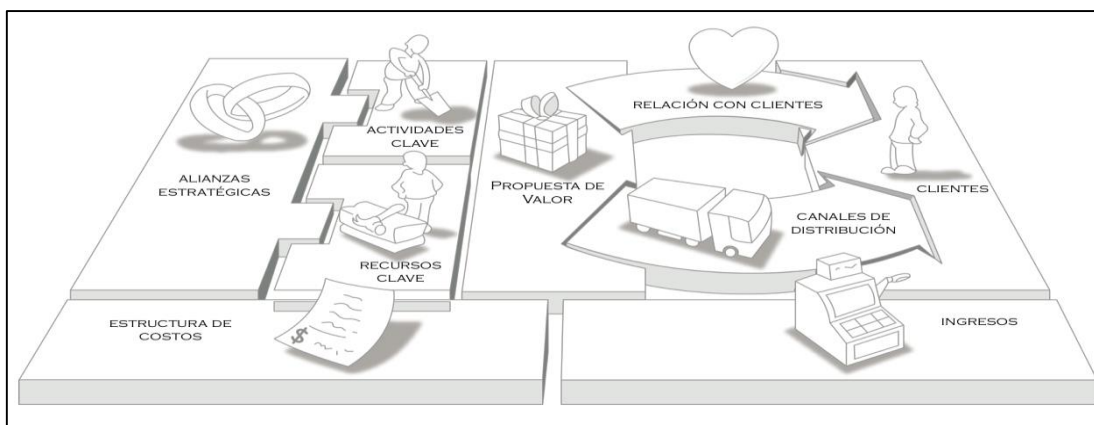 ALIANZAS
ESTRATÉGICAS
ACTIVIDADES
CLAVE
RECURSOS
CLAVE
PROPUESTA DE
VALOR
RELACIÓN CON CLIENTES
CANALES DE
DISTRIBUCIÓN
CLIENTES
ESTRUCTURA DE
COSTOS
$
INGRESOS